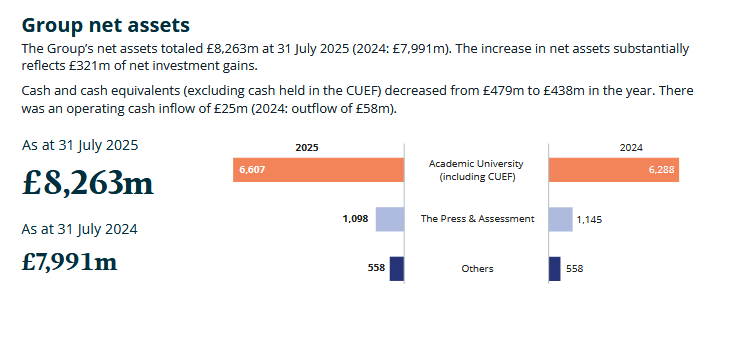 Group net assets
The Group's net assets totaled £8,263m at 31 July 2025 (2024: £7,991m). The increase in net assets substantially
reflects £321m of net investment gains.
Cash and cash equivalents (excluding cash held in the CUEF) decreased from £479m to £438m in the year. There
was an operating cash inflow of £25m (2024: outflow of £58m).
As at 31 July 2025
£8,263m
As at 31 July 2024
£7,991m
2025
2024
6,607
Academic University
(including CUEF)
6,288
1,098
The Press & Assessment
1,145
558
Others
558